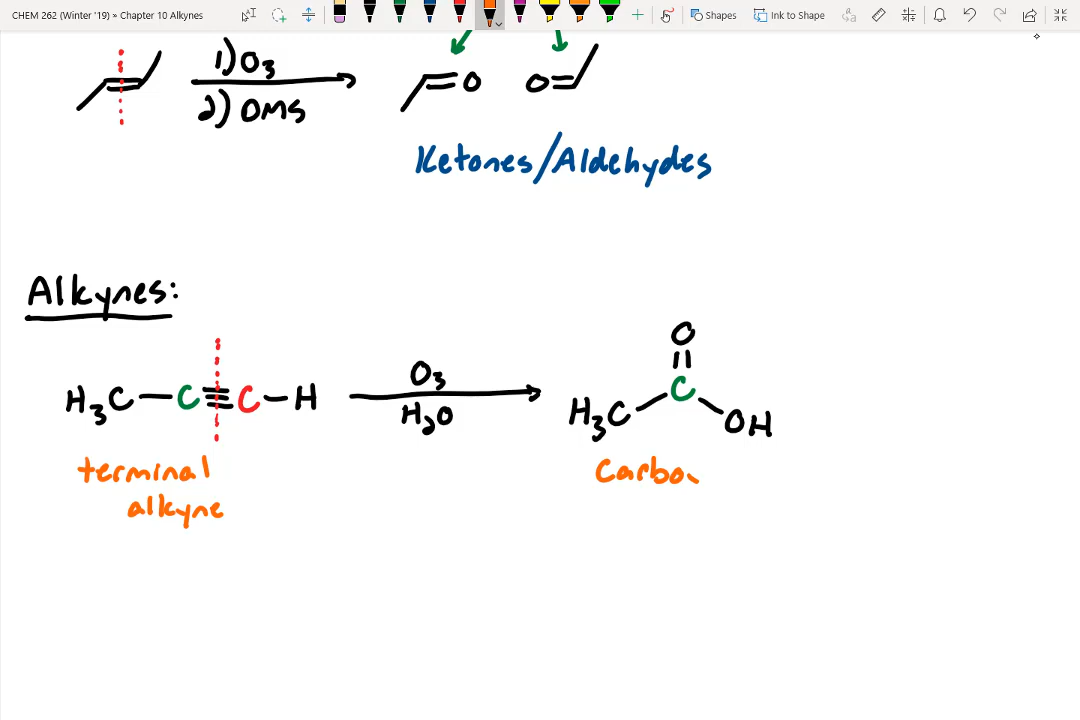 CHEM 262 (Winter '19) » Chapter 10 Alkynes
Shapes
Ink to Shape
1) O3
2) DMS
O O
Ketones/Aldehydes
Alkynes:
O
H3C—C≡C—H
O3
H2O
H3C C OH
terminal
alkyne
Carbox